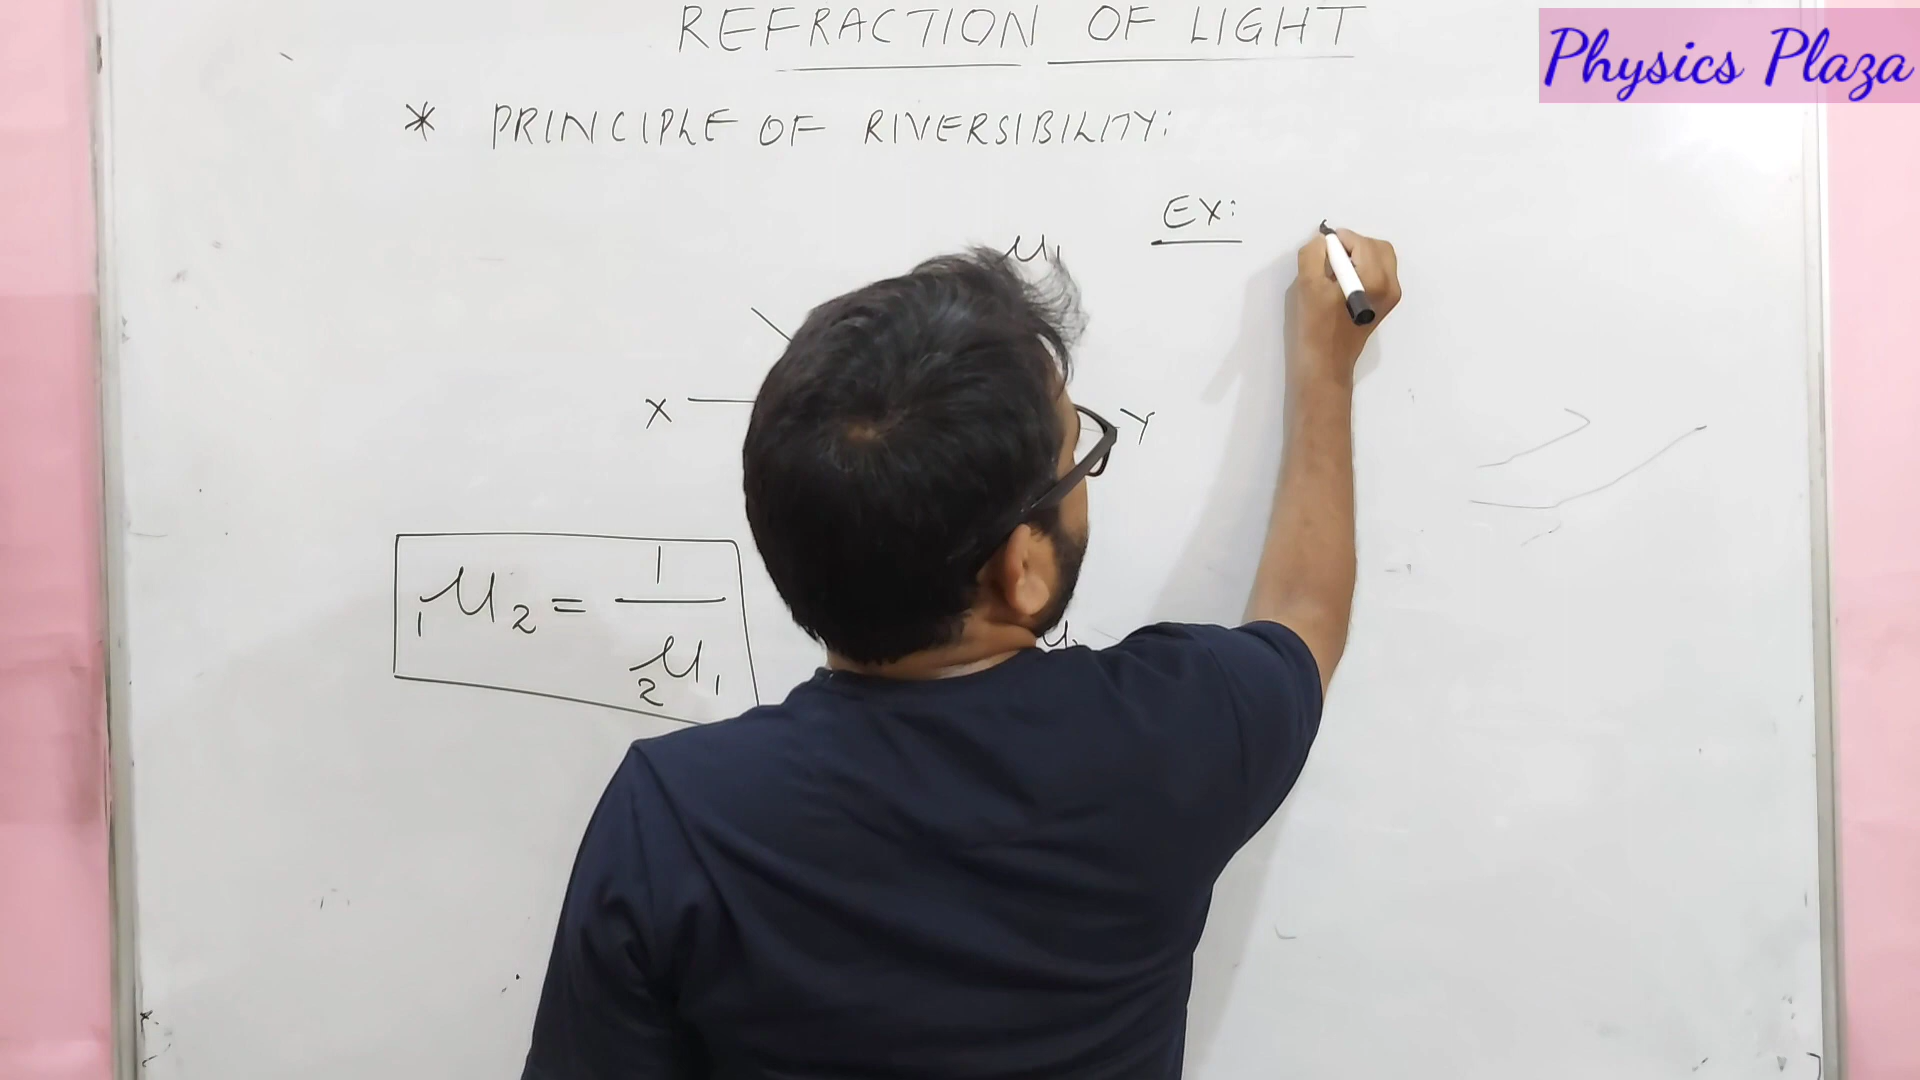 REFRACTION OF LIGHT
Physics Plaza
* PRINCIPLE OF RIVERSIBILITY:
EX:
μ₁
X
Y
₁μ₂ = 1 / ₂μ₁